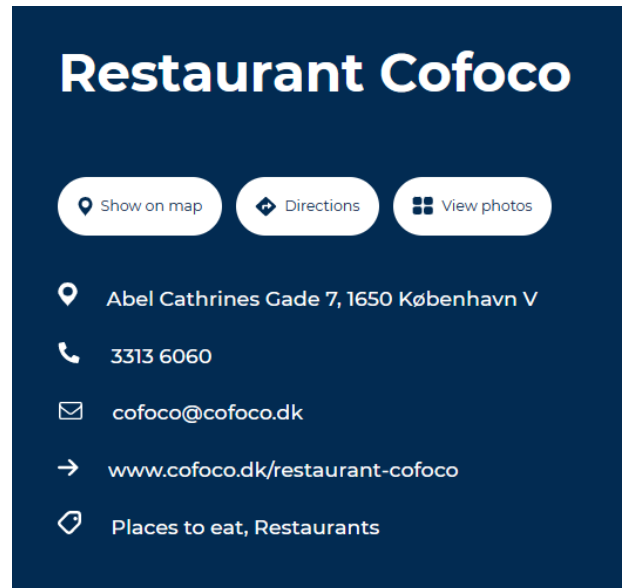 Restaurant Cofoco
Show on map
Directions
View photos
Abel Cathrines Gade 7, 1650 København V
3313 6060
cofoco@cofoco.dk
www.cofoco.dk/restaurant-cofoco
Places to eat, Restaurants